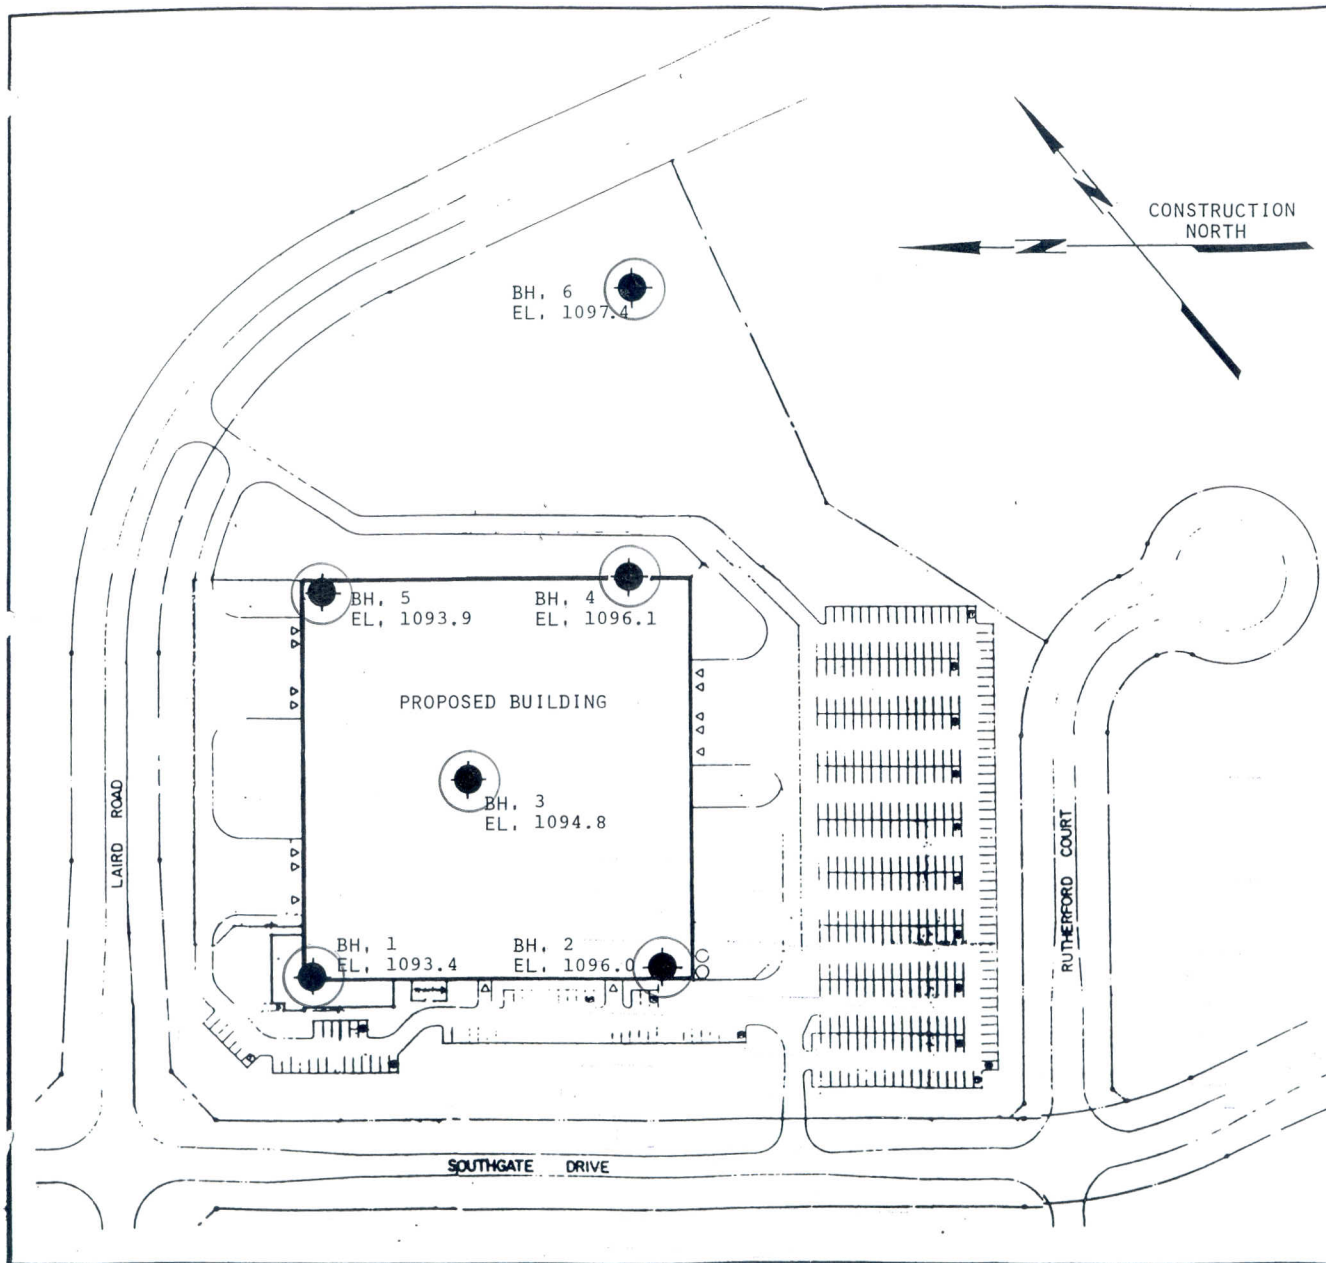 N
CONSTRUCTION
NORTH
N
BH. 6
EL. 1097.4
BH. 5
EL. 1093.9
BH. 4
EL. 1096.1
PROPOSED BUILDING
BH. 3
EL. 1094.8
LAIRD ROAD
RUTHERFORD COURT
BH. 1
EL. 1093.4
BH. 2
EL. 1096.0
SOUTHGATE DRIVE